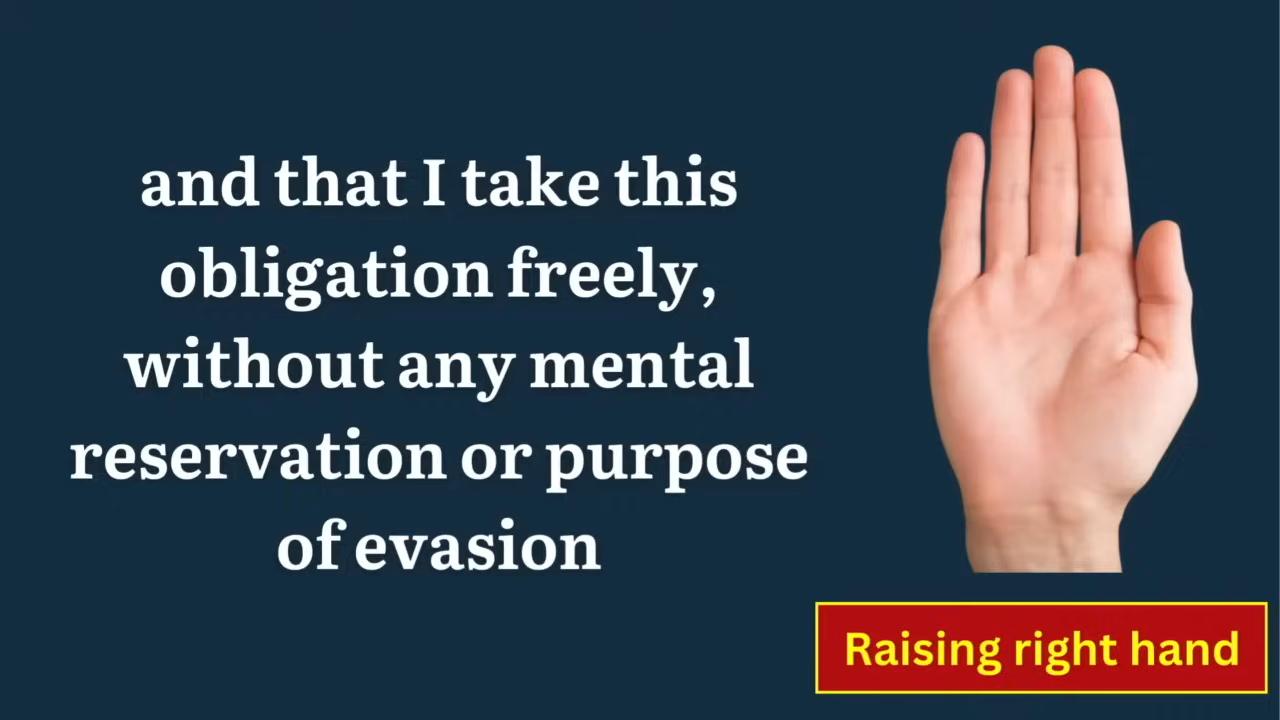 and that I take this
obligation freely,
without any mental
reservation or purpose
of evasion
Raising right hand